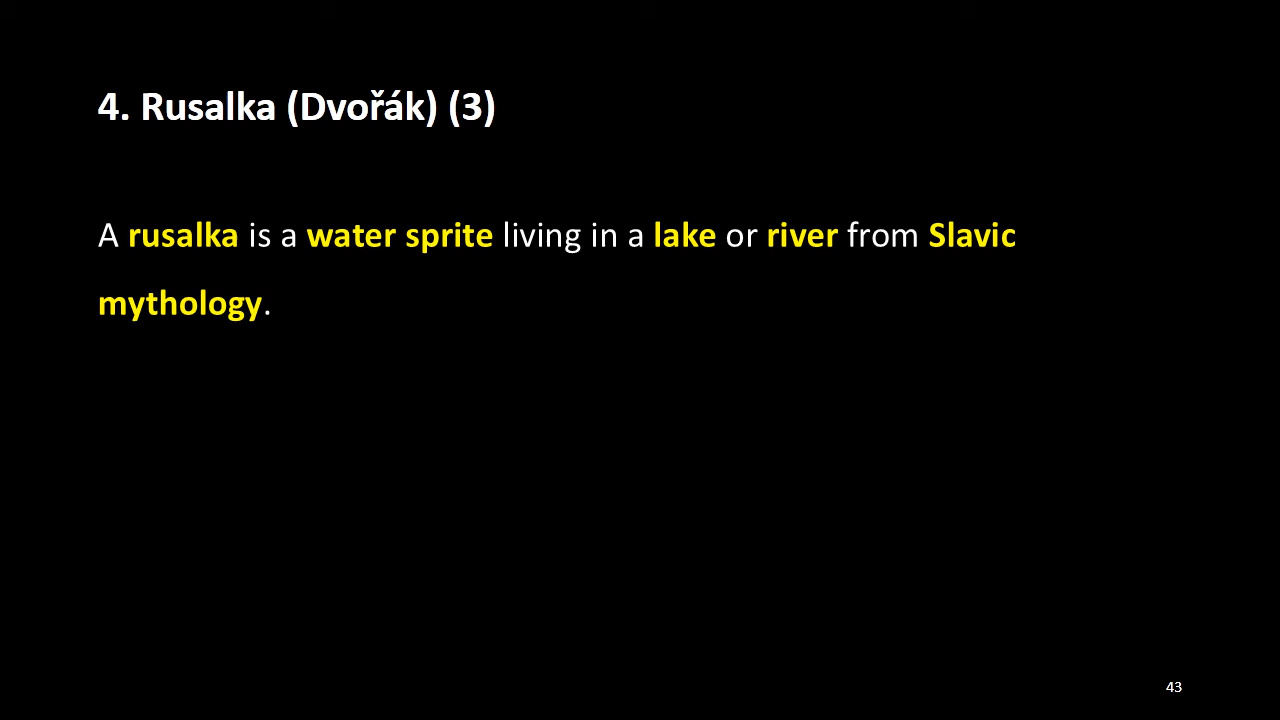 4. Rusalka (Dvořák) (3)
A rusalka is a water sprite living in a lake or river from Slavic
mythology.
43